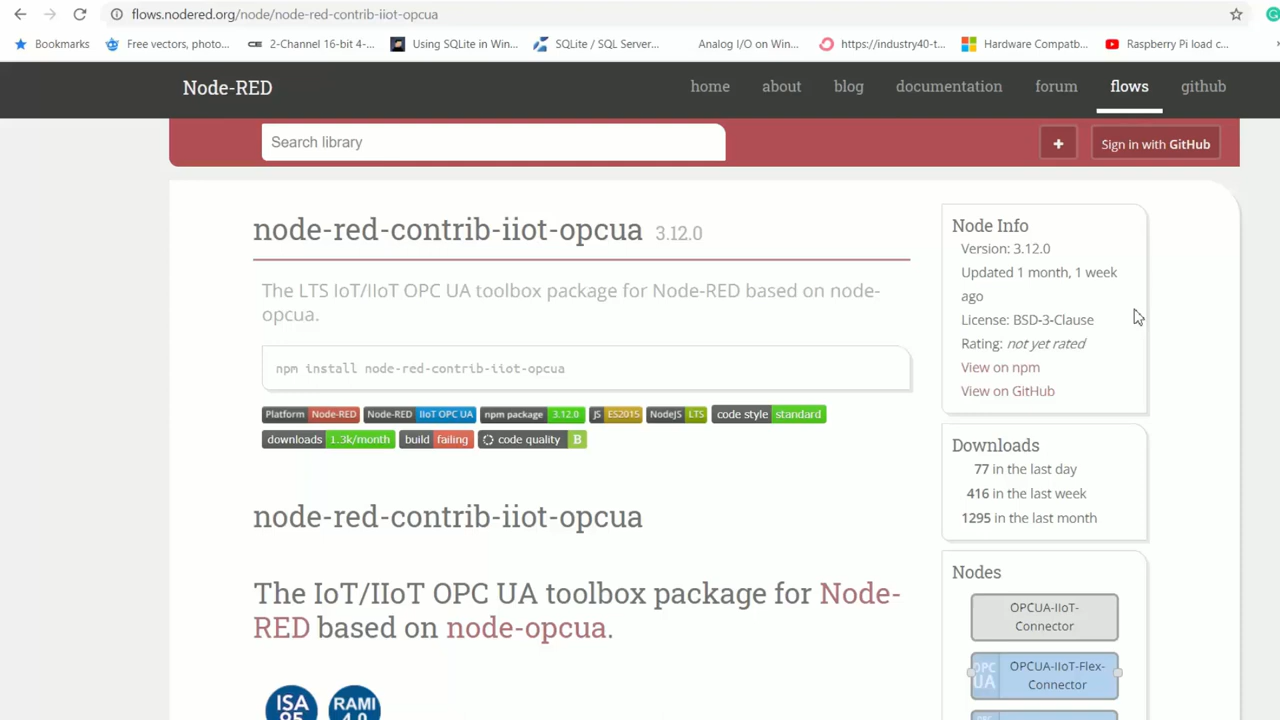 flows.nodered.org/node/node-red-contrib-iiot-opcua
Bookmarks
Free vectors, photo...
2-Channel 16-bit 4-...
Using SQLite in Win...
SQLite / SQL Server...
Analog I/O on Win...
https://industry40-t...
Hardware Compatb...
Raspberry Pi load c...
Node-RED
home
about
blog
documentation
forum
flows
github
Search library
+
Sign in with GitHub
node-red-contrib-iiot-opcua 3.12.0
The LTS IoT/IIoT OPC UA toolbox package for Node-RED based on node-
opcua.
npm install node-red-contrib-iiot-opcua
Platform Node-RED
Node-RED IIoT OPC UA
npm package 3.12.0
JS ES2015
NodeJS LTS
code style standard
downloads 1.3k/month
build failing
code quality B
node-red-contrib-iiot-opcua
The IoT/IIoT OPC UA toolbox package for Node-
RED based on node-opcua.
ISA
95
RAMI
4.0
Node Info
Version: 3.12.0
Updated 1 month, 1 week
ago
License: BSD-3-Clause
Rating: not yet rated
View on npm
View on GitHub
Downloads
77 in the last day
416 in the last week
1295 in the last month
Nodes
OPCUA-IIoT-
Connector
OPC
UA
OPCUA-IIoT-Flex-
Connector